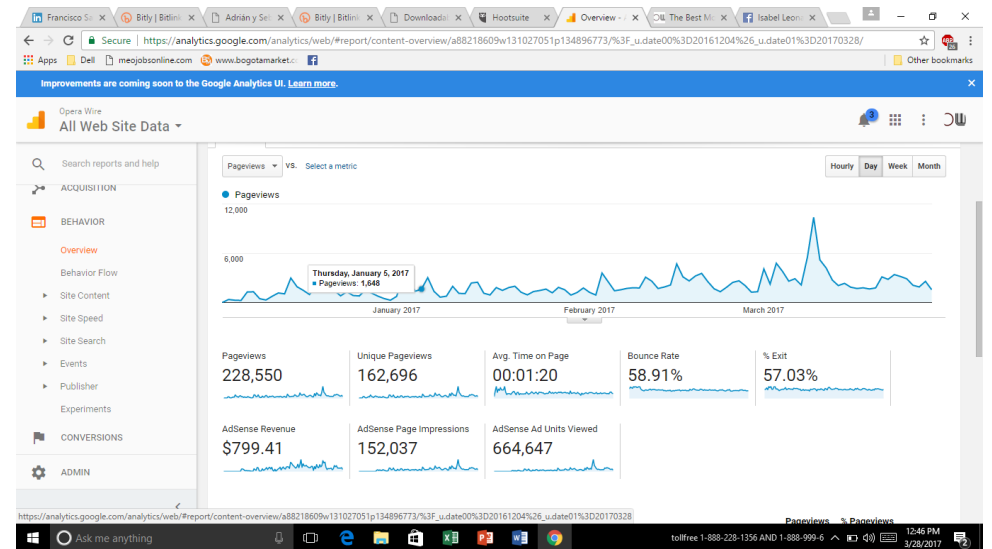 Francisco Sa
Bitly | Bitlink
Adrián y Se
Bitly | Bitlink
Downloadal
Hootsuite
Overview -
The Best Mo
Isabel Leona
Secure | https://analytics.google.com/analytics/web/#report/content-overview/a88218609w131027051p134896773/%3F_u.date00%3D20161204%26_u.date01%3D20170328/
Apps
Dell
meojobsonline.com
www.bogotamarket.c
Other bookmarks
Improvements are coming soon to the Google Analytics UI. Learn more.
Opera Wire
All Web Site Data
3
Search reports and help
ACQUISITION
BEHAVIOR
Overview
Behavior Flow
Site Content
Site Speed
Site Search
Events
Publisher
Experiments
CONVERSIONS
ADMIN
Pageviews VS. Select a metric
Hourly Day Week Month
Pageviews
12,000
6,000
Thursday, January 5, 2017
Pageviews: 1,648
January 2017 February 2017 March 2017
Pageviews Unique Pageviews Avg. Time on Page Bounce Rate % Exit
228,550 162,696 00:01:20 58.91% 57.03%
AdSense Revenue AdSense Page Impressions AdSense Ad Units Viewed
$799.41 152,037 664,647
https://analytics.google.com/analytics/web/#report/content-overview/a88218609w131027051p134896773/%3F_u.date00%3D20161204%26_u.date01%3D20170328
Pageviews % Pageviews
Ask me anything
tollfree 1-888-228-1356 AND 1-888-999-6
12:46 PM
3/28/2017